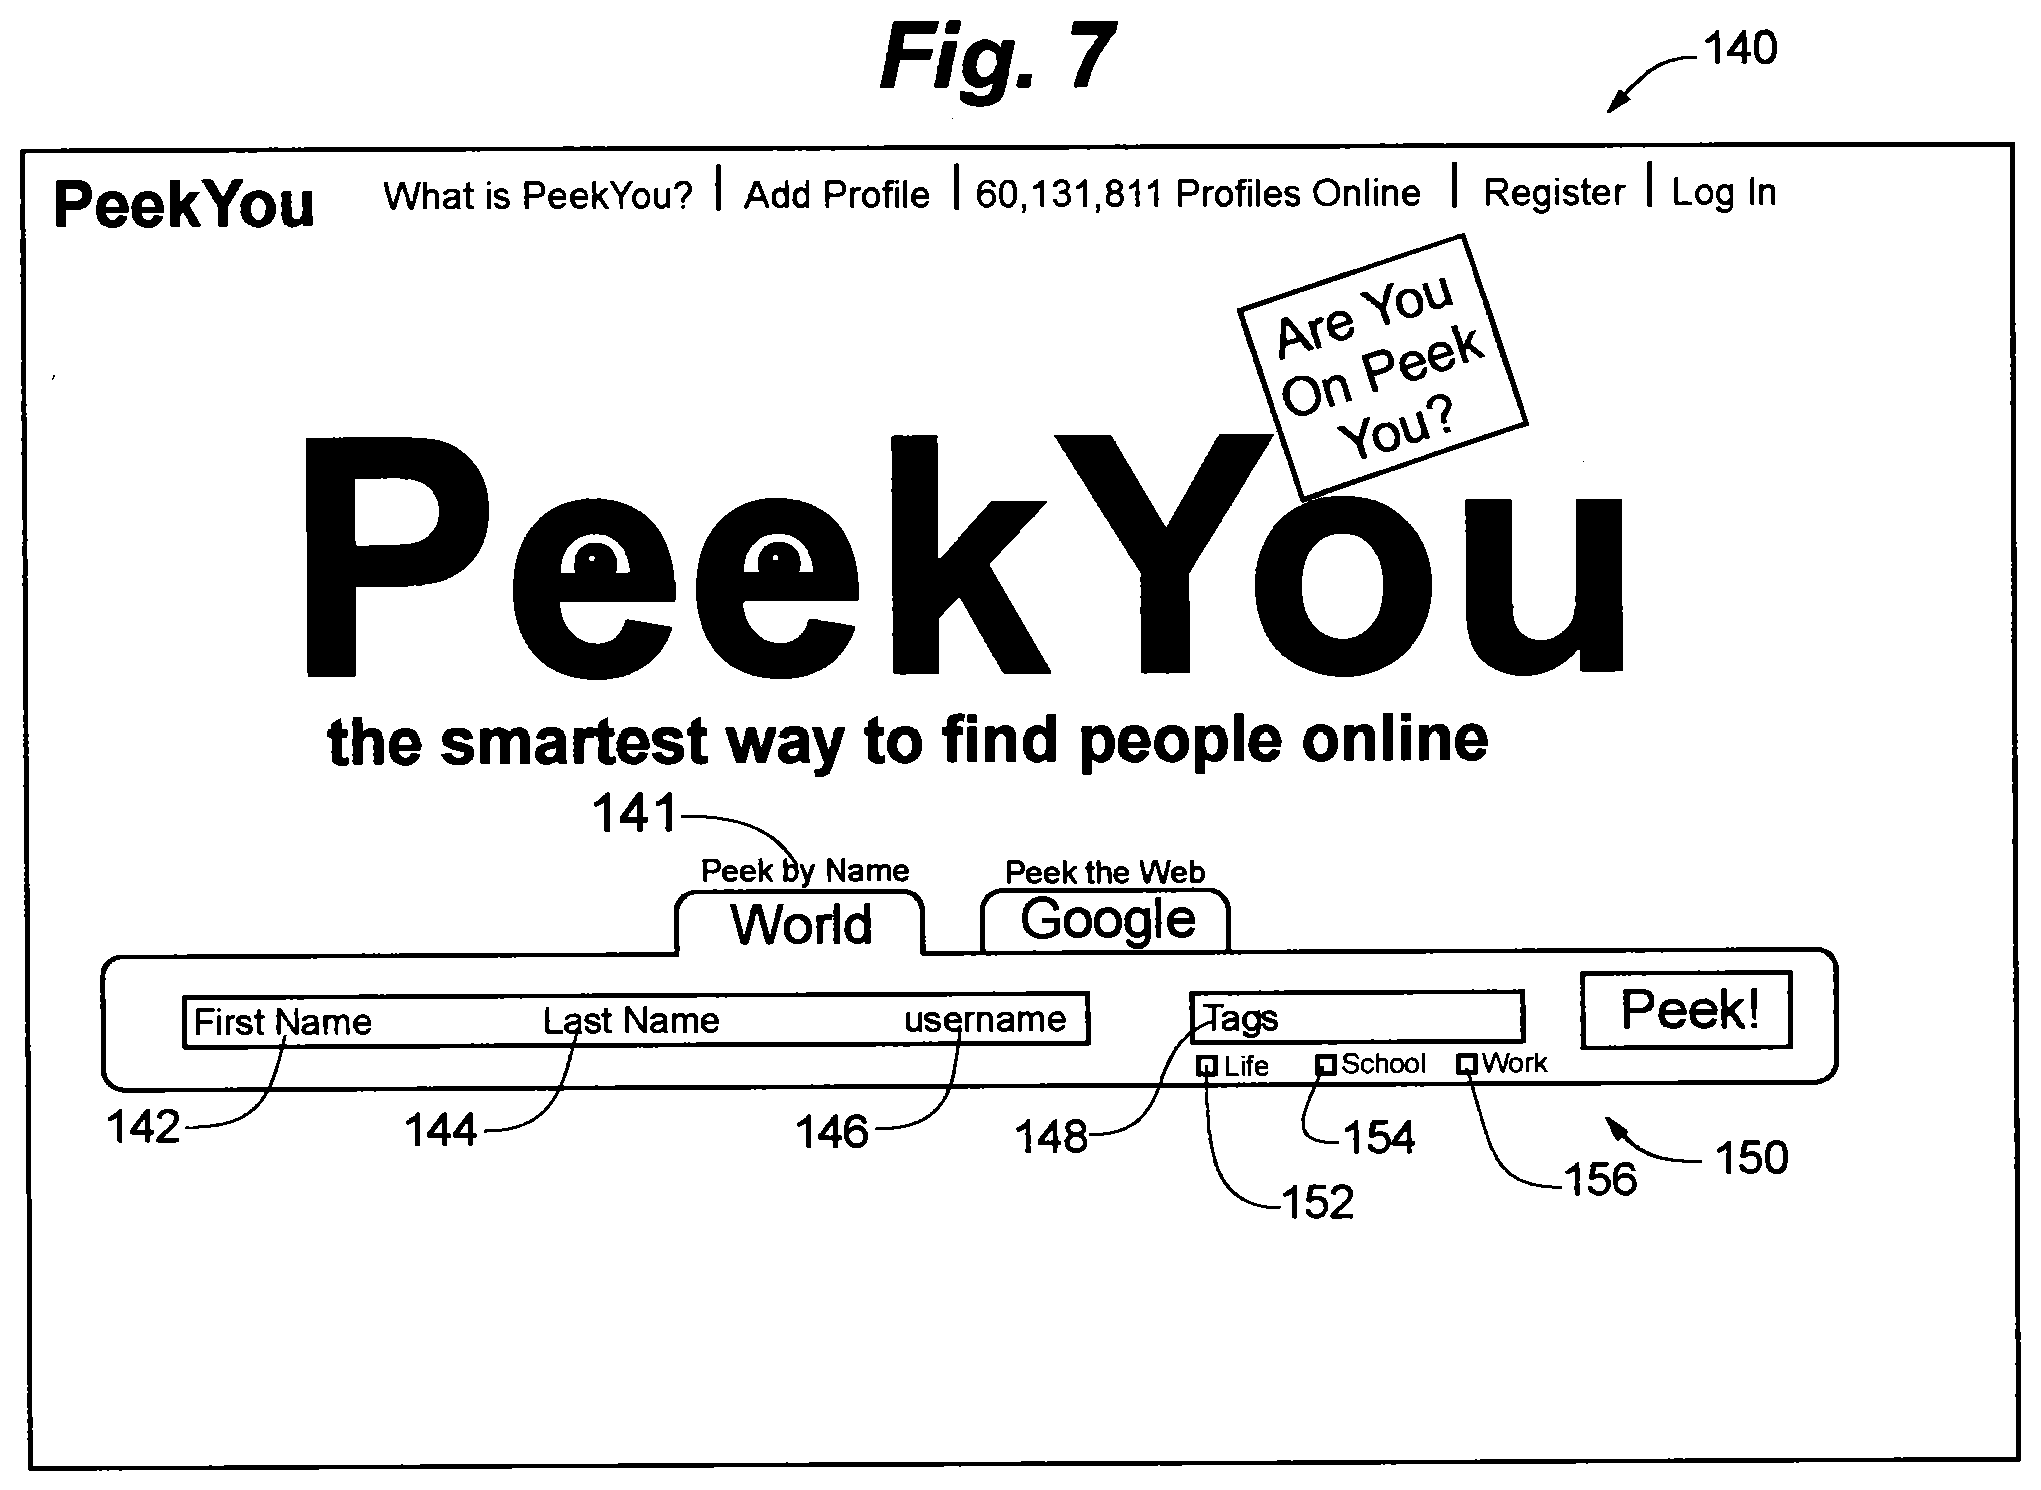 Fig. 7
140
PeekYou What is PeekYou? | Add Profile | 60,131,811 Profiles Online | Register | Log In
Are You
On Peek
You?
PeekYou
the smartest way to find people online
141
Peek by Name Peek the Web
World Google
First Name Last Name username Tags Peek!
Life School Work
142 144 146 148 154 150
152 156